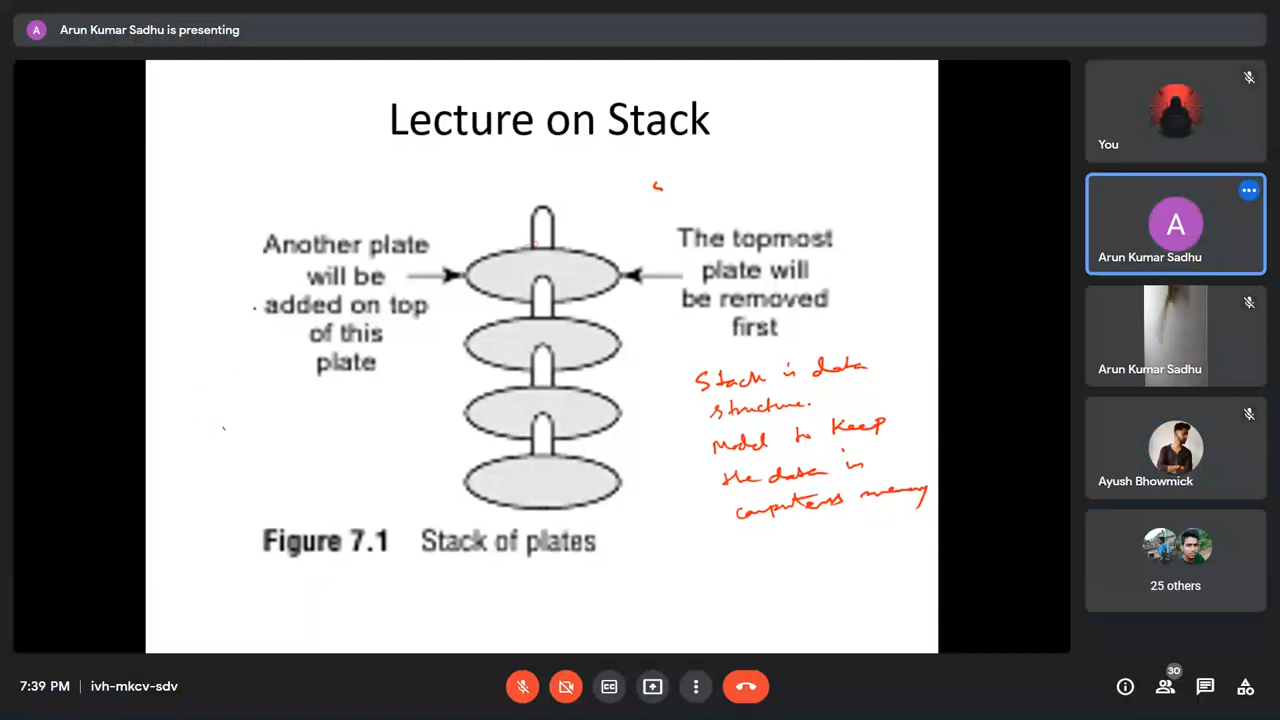 A
Arun Kumar Sadhu is presenting
Lecture on Stack
Another plate
will be
added on top
of this
plate
The topmost
plate will
be removed
first
Stack is data
structure.
Model to Keep
the data in
computers memory
Figure 7.1 Stack of plates
You
A
Arun Kumar Sadhu
Arun Kumar Sadhu
Ayush Bhowmick
25 others
7:39 PM
ivh-mkcv-sdv
CC
30